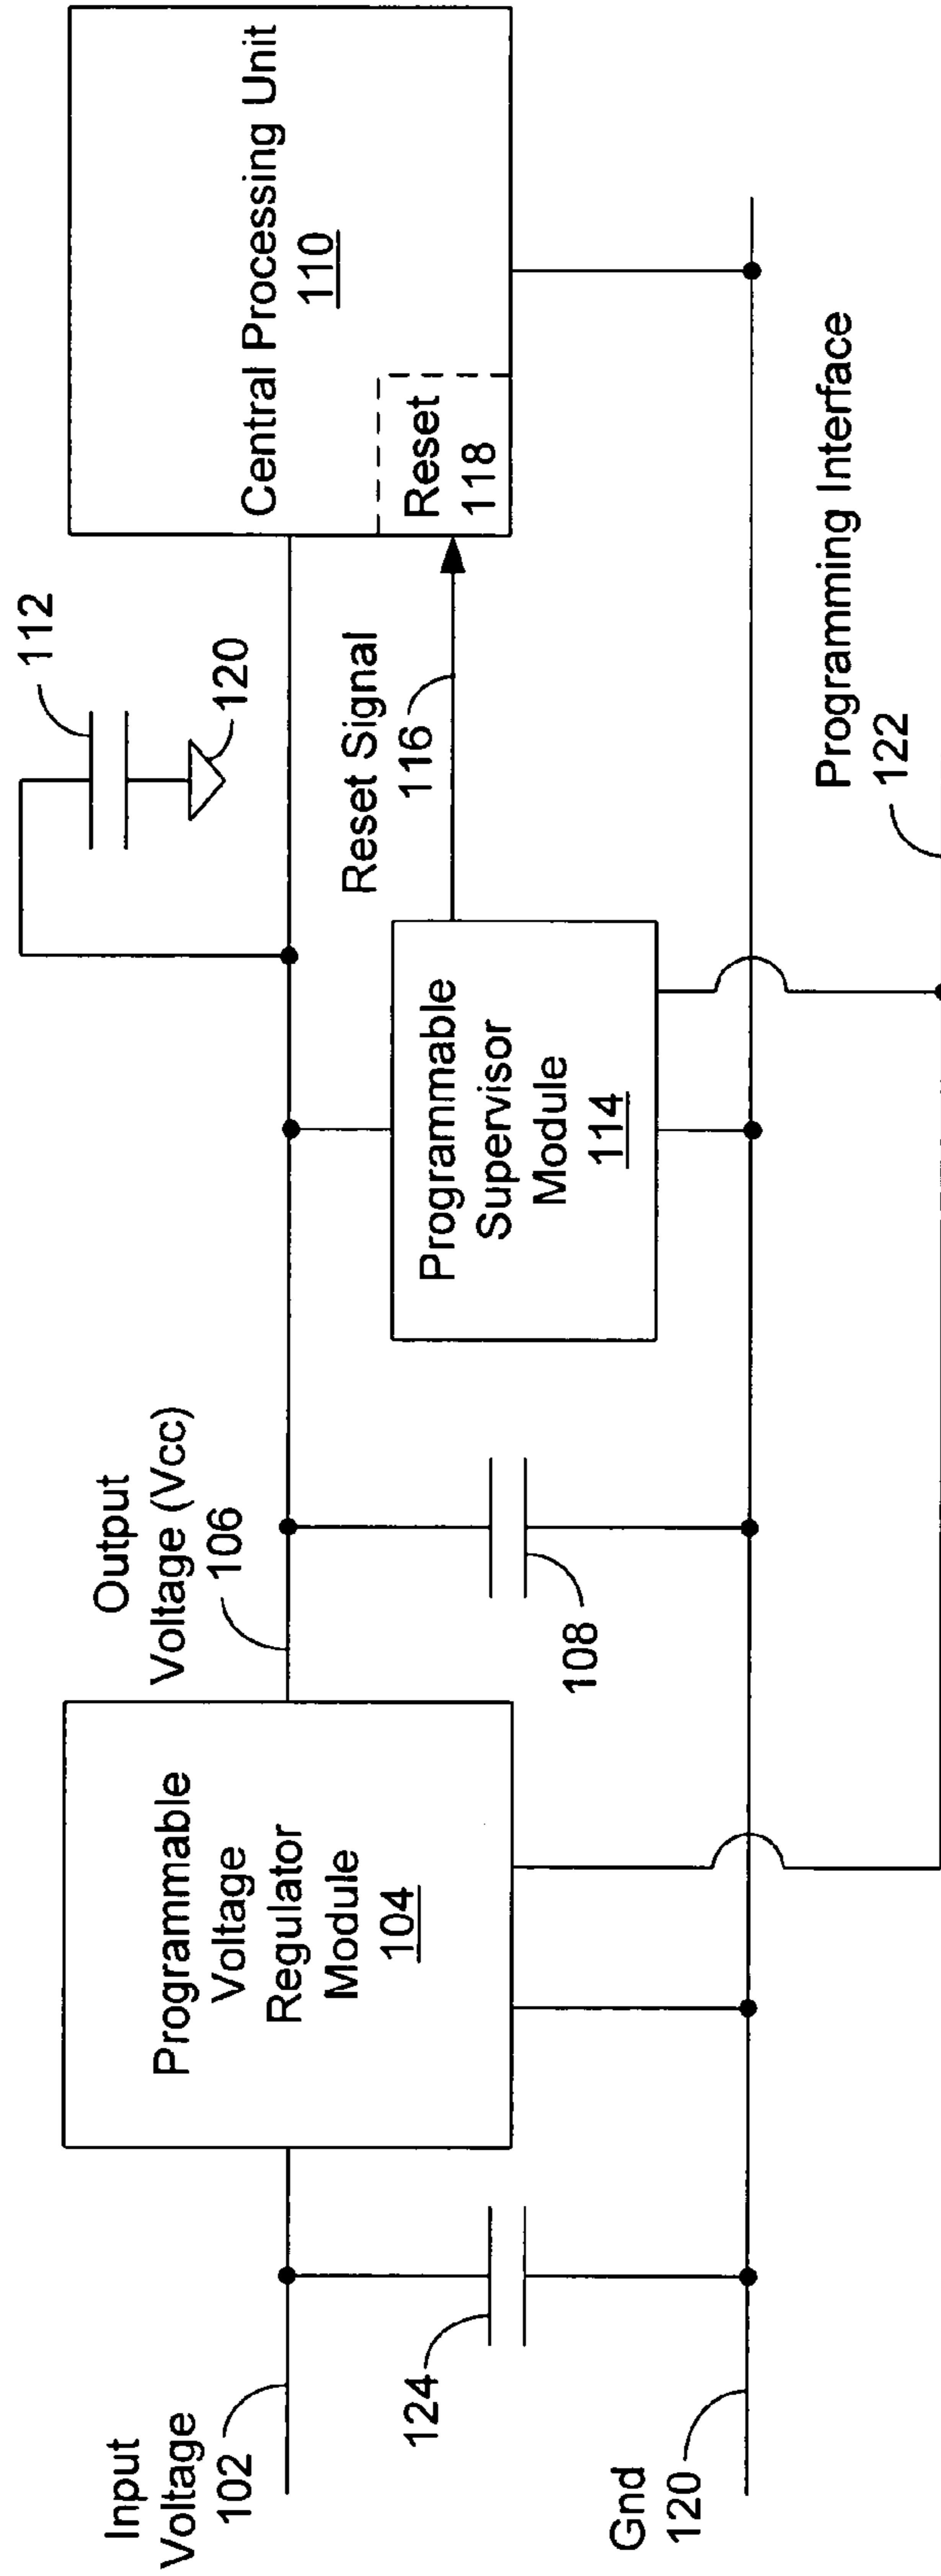 Input
Voltage
102
124
Gnd
120
Programmable
Voltage
Regulator
Module
104
Output
Voltage (Vcc)
106
108
Programmable
Supervisor
Module
114
Reset Signal
116
112
120
Central Processing Unit
110
Reset
118
Programming Interface
122